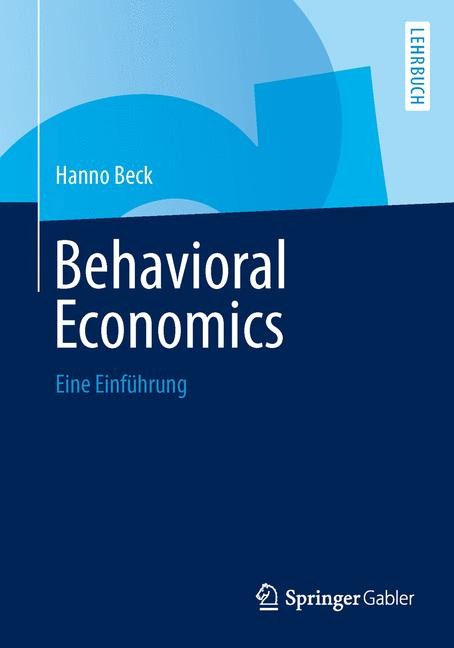 LEHRBUCH
Hanno Beck
Behavioral
Economics
Eine Einführung
Springer Gabler